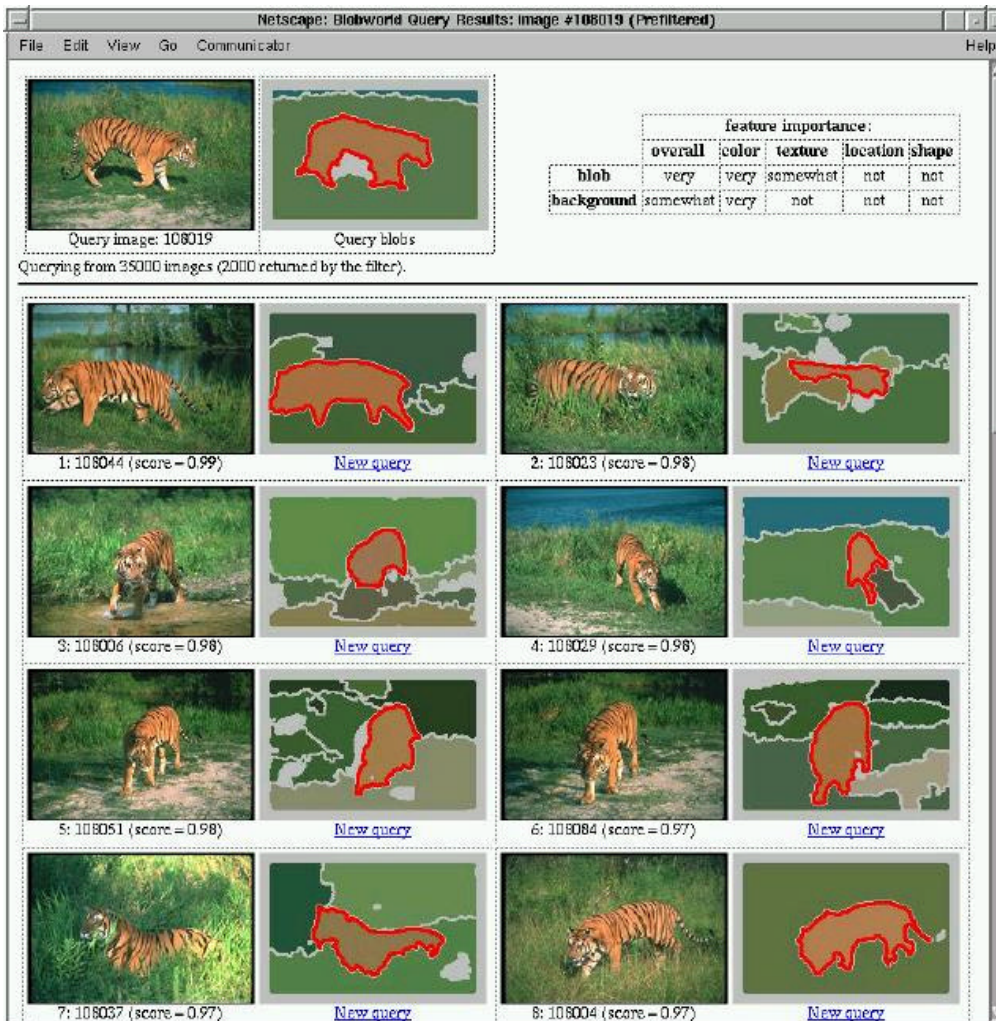 Netscape: Blobworld Query Results: image #108019 (Prefiltered)
File Edit View Go Communicator Help
feature importance:
overall color texture location shape
blob very very somewhat not not
background somewhat very not not not
Query image: 108019 Query blobs
Querying from 35000 images (2000 returned by the filter).
1: 108044 (score = 0.99) New query 2: 108023 (score = 0.98) New query
3: 108006 (score = 0.98) New query 4: 108029 (score = 0.98) New query
5: 108051 (score = 0.98) New query 6: 108084 (score = 0.97) New query
7: 108037 (score = 0.97) New query 8: 108004 (score = 0.97) New query